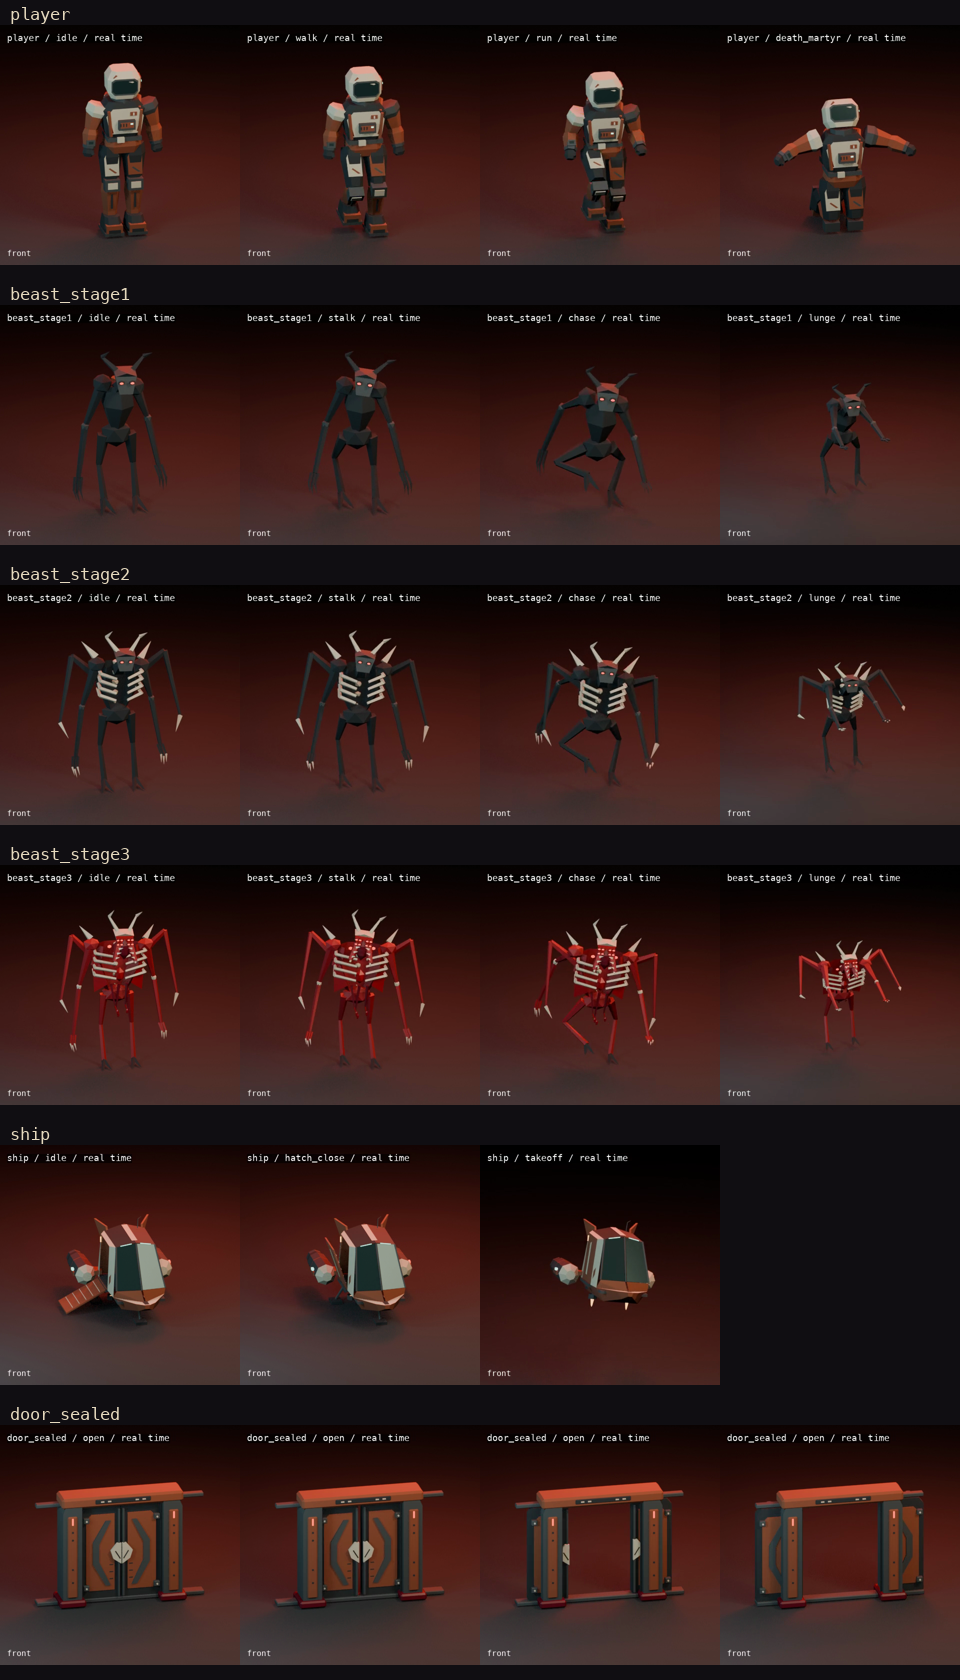 player
player / idle / real time
player / walk / real time
player / run / real time
player / death_martyr / real time
front
front
front
front
beast_stage1
beast_stage1 / idle / real time
beast_stage1 / stalk / real time
beast_stage1 / chase / real time
beast_stage1 / lunge / real time
front
front
front
front
beast_stage2
beast_stage2 / idle / real time
beast_stage2 / stalk / real time
beast_stage2 / chase / real time
beast_stage2 / lunge / real time
front
front
front
front
beast_stage3
beast_stage3 / idle / real time
beast_stage3 / stalk / real time
beast_stage3 / chase / real time
beast_stage3 / lunge / real time
front
front
front
front
ship
ship / idle / real time
ship / hatch_close / real time
ship / takeoff / real time
front
front
front
door_sealed
door_sealed / open / real time
door_sealed / open / real time
door_sealed / open / real time
door_sealed / open / real time
front
front
front
front